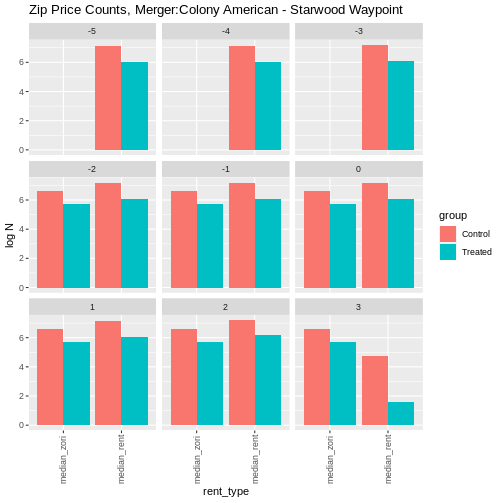 Zip Price Counts, Merger:Colony American - Starwood Waypoint
-5 -4 -3
6
4
2
0
-2 -1 0
6
4
2
0
1 2 3
6
4
2
0
log N
median_zori median_rent median_zori median_rent median_zori median_rent
rent_type
group
Control
Treated